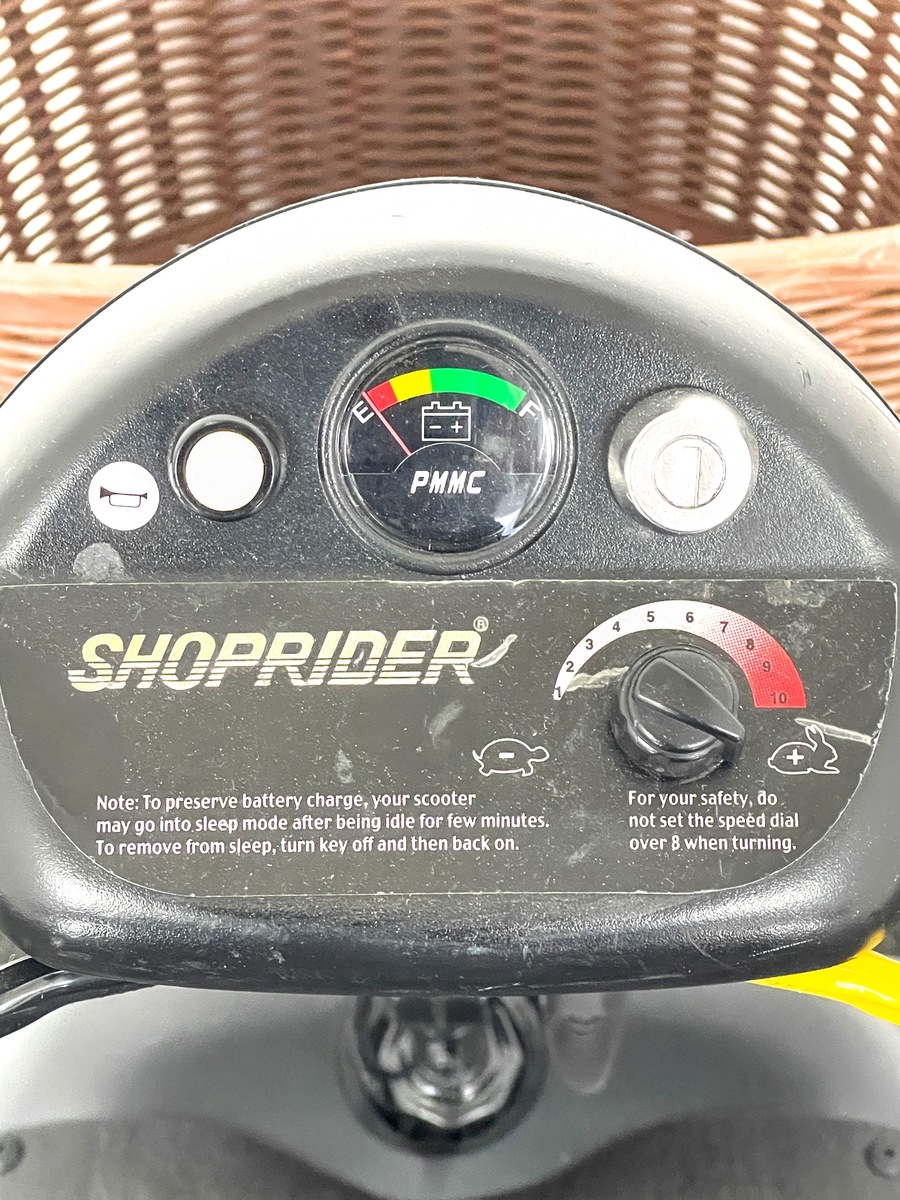 E F
- +
PMMC
SHOPRIDER®
1 2 3 4 5 6 7 8 9 10
- +
Note: To preserve battery charge, your scooter
may go into sleep mode after being idle for few minutes.
To remove from sleep, turn key off and then back on.
For your safety, do
not set the speed dial
over 8 when turning.